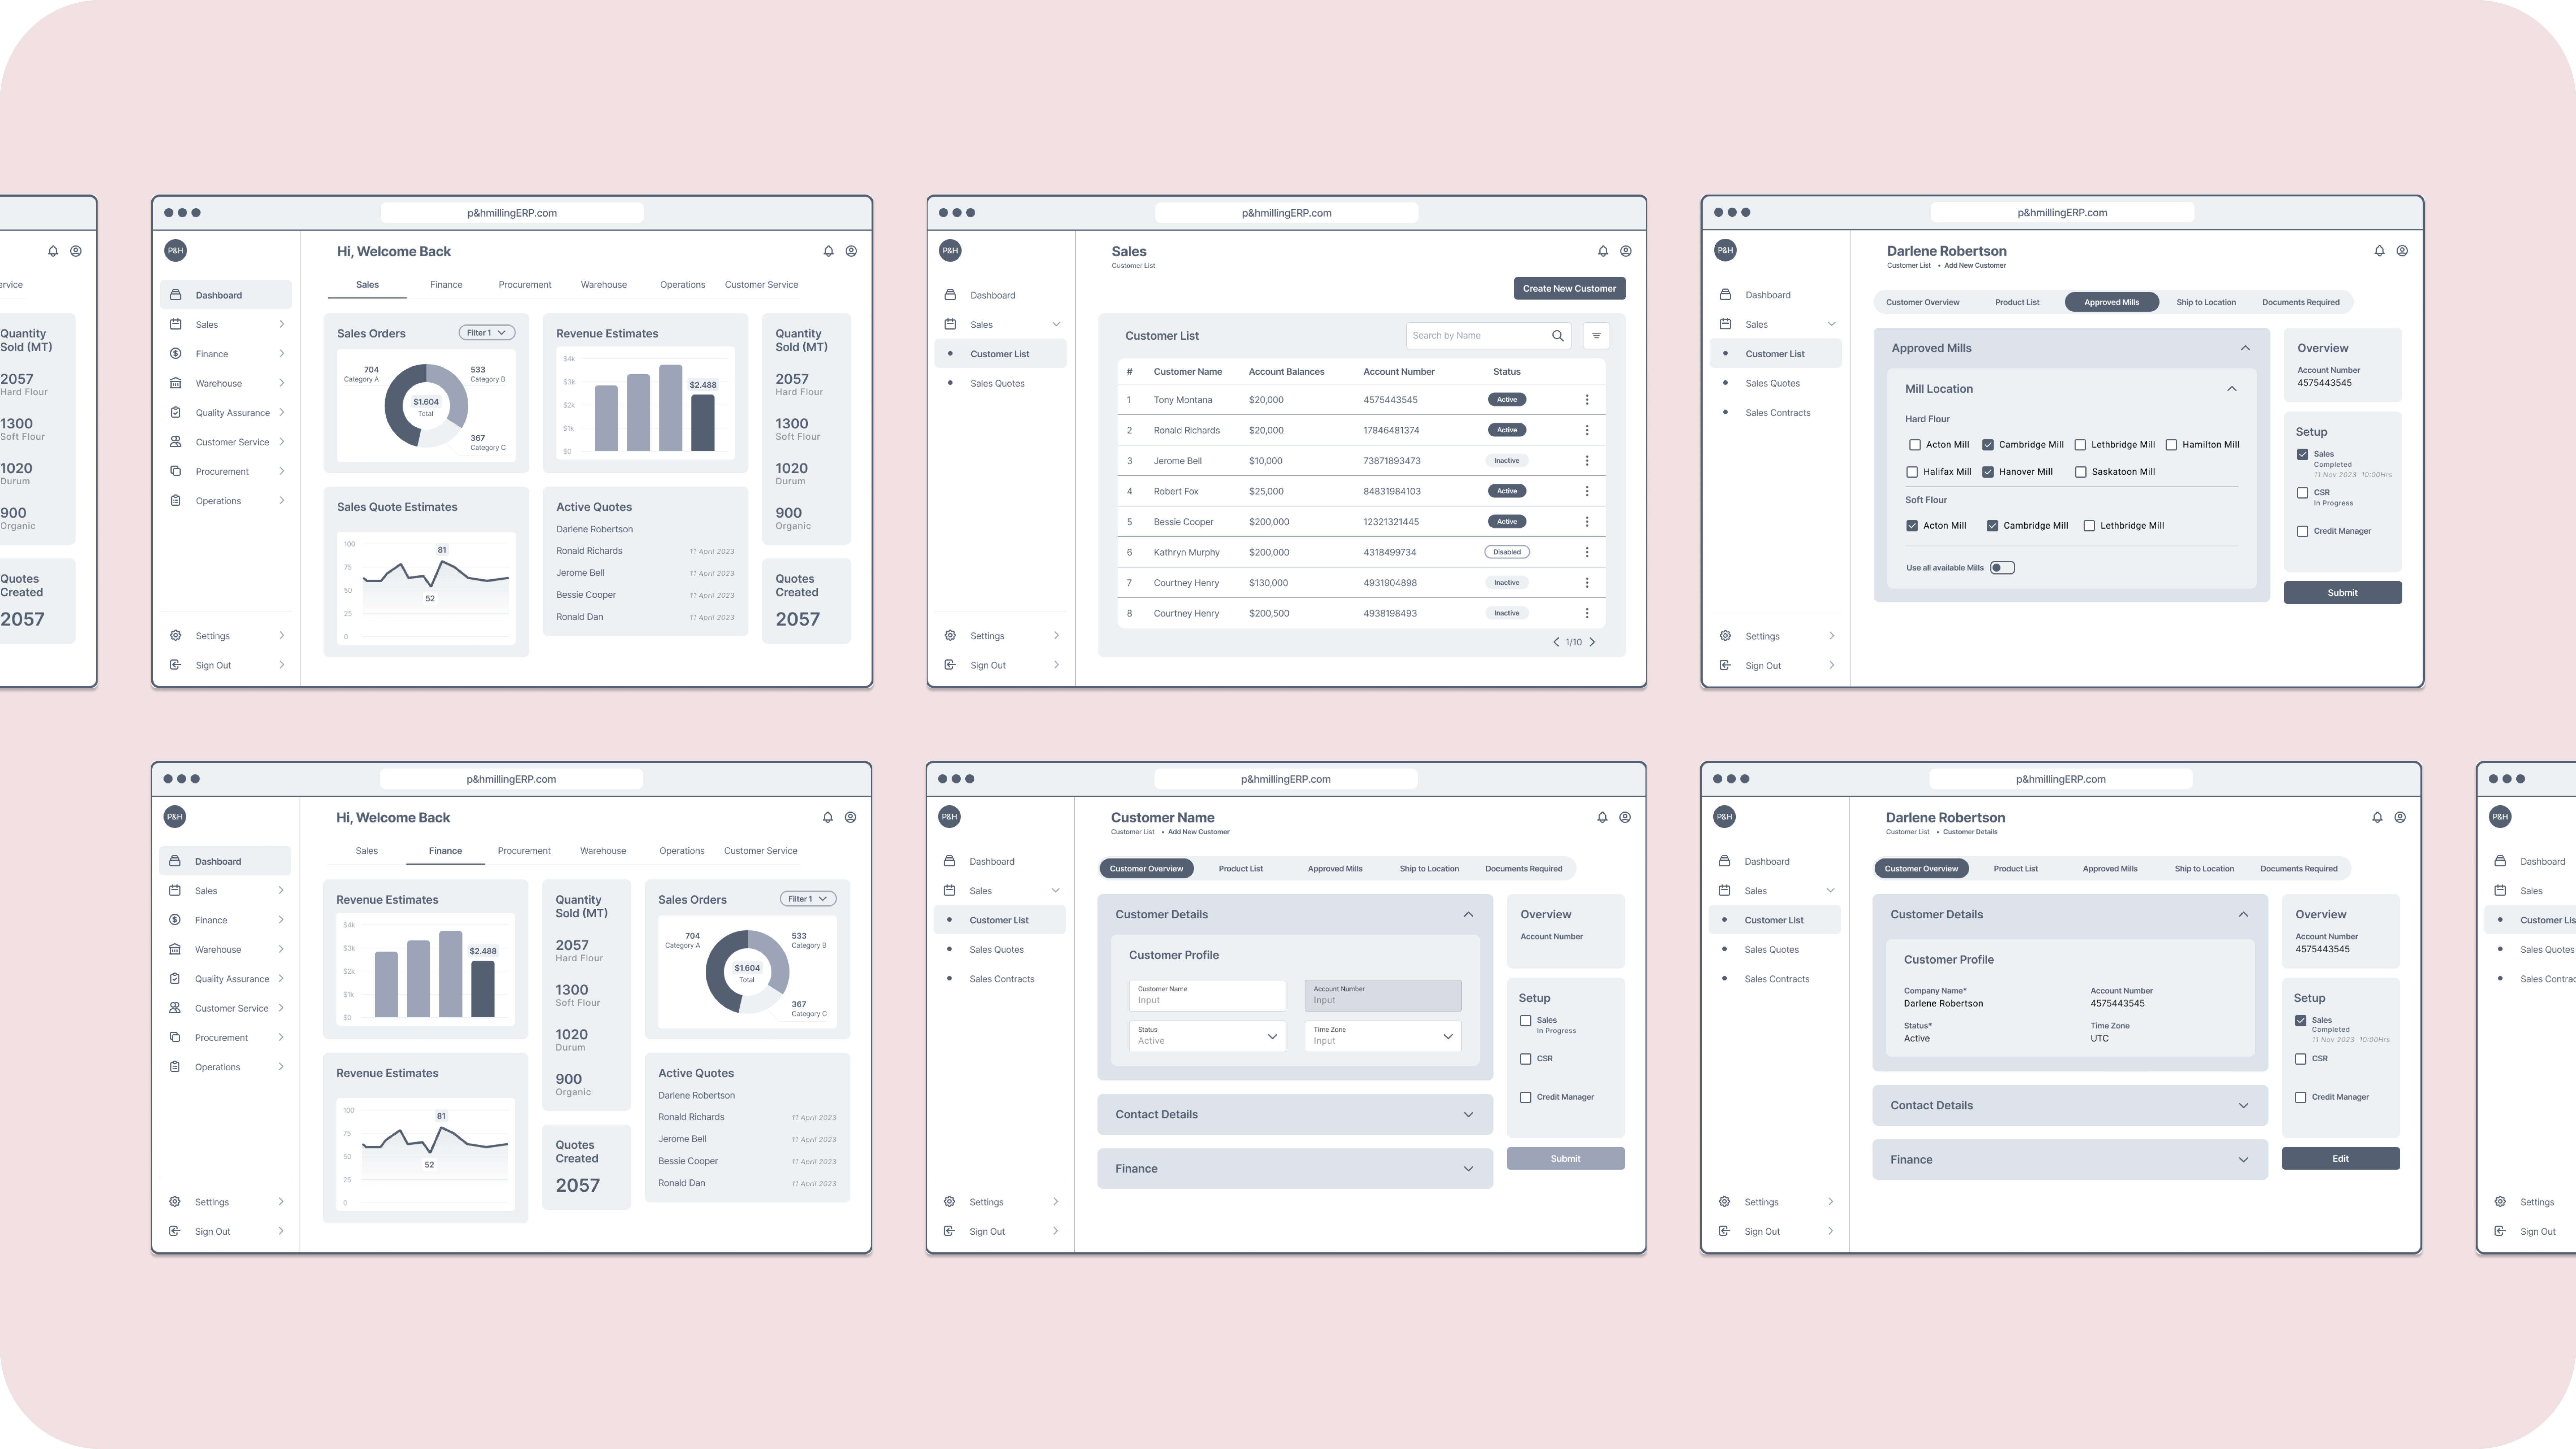 ervice
Quantity
Sold (MT)
2057
Hard Flour
1300
Soft Flour
1020
Durum
900
Organic
Quotes
Created
2057
p&hmillingERP.com
P&H
Hi, Welcome Back
Dashboard
Sales
Finance
Warehouse
Quality Assurance
Customer Service
Procurement
Operations
Settings
Sign Out
Sales Finance Procurement Warehouse Operations Customer Service
Sales Orders
Filter 1
704
Category A
533
Category B
$1.604
Total
367
Category C
Revenue Estimates
$4k
$3k
$2.488
$2k
$1k
$0
Quantity
Sold (MT)
2057
Hard Flour
1300
Soft Flour
1020
Durum
900
Organic
Sales Quote Estimates
100
81
75
50
52
25
0
Active Quotes
Darlene Robertson
Ronald Richards 11 April 2023
Jerome Bell 11 April 2023
Bessie Cooper 11 April 2023
Ronald Dan 11 April 2023
Quotes
Created
2057
p&hmillingERP.com
P&H
Sales
Customer List
Dashboard
Sales
Customer List
Sales Quotes
Settings
Sign Out
Create New Customer
Customer List
Search by Name
# Customer Name Account Balances Account Number Status
1 Tony Montana $20,000 4575443545 Active
2 Ronald Richards $20,000 17846481374 Active
3 Jerome Bell $10,000 73871893473 Inactive
4 Robert Fox $25,000 84831984103 Active
5 Bessie Cooper $200,000 12321321445 Active
6 Kathryn Murphy $200,000 4318499734 Disabled
7 Courtney Henry $130,000 4931904898 Inactive
8 Courtney Henry $200,500 4938198493 Inactive
1/10
p&hmillingERP.com
P&H
Darlene Robertson
Customer List • Add New Customer
Dashboard
Sales
Customer List
Sales Quotes
Sales Contracts
Settings
Sign Out
Customer Overview Product List Approved Mills Ship to Location Documents Required
Approved Mills
Mill Location
Hard Flour
Acton Mill Cambridge Mill Lethbridge Mill Hamilton Mill
Halifax Mill Hanover Mill Saskatoon Mill
Soft Flour
Acton Mill Cambridge Mill Lethbridge Mill
Use all available Mills
Overview
Account Number
4575443545
Setup
Sales
Completed
11 Nov 2023 10:00Hrs
CSR
In Progress
Credit Manager
Submit
p&hmillingERP.com
P&H
Hi, Welcome Back
Dashboard
Sales
Finance
Warehouse
Quality Assurance
Customer Service
Procurement
Operations
Settings
Sign Out
Sales Finance Procurement Warehouse Operations Customer Service
Revenue Estimates
$4k
$3k
$2.488
$2k
$1k
$0
Quantity
Sold (MT)
2057
Hard Flour
1300
Soft Flour
1020
Durum
900
Organic
Sales Orders
Filter 1
704
Category A
533
Category B
$1.604
Total
367
Category C
Revenue Estimates
100
81
75
50
52
25
0
Quotes
Created
2057
Active Quotes
Darlene Robertson
Ronald Richards 11 April 2023
Jerome Bell 11 April 2023
Bessie Cooper 11 April 2023
Ronald Dan 11 April 2023
p&hmillingERP.com
P&H
Customer Name
Customer List • Add New Customer
Dashboard
Sales
Customer List
Sales Quotes
Sales Contracts
Settings
Sign Out
Customer Overview Product List Approved Mills Ship to Location Documents Required
Customer Details
Customer Profile
Customer Name
Input
Account Number
Input
Status
Active
Time Zone
Input
Contact Details
Finance
Overview
Account Number
Setup
Sales
In Progress
CSR
Credit Manager
Submit
p&hmillingERP.com
P&H
Darlene Robertson
Customer List • Customer Details
Dashboard
Sales
Customer List
Sales Quotes
Sales Contracts
Settings
Sign Out
Customer Overview Product List Approved Mills Ship to Location Documents Required
Customer Details
Customer Profile
Company Name*
Darlene Robertson
Account Number
4575443545
Status*
Active
Time Zone
UTC
Contact Details
Finance
Overview
Account Number
4575443545
Setup
Sales
Completed
11 Nov 2023 10:00Hrs
CSR
Credit Manager
Edit
P&H
Dashboard
Sales
Customer Lis
Sales Quotes
Sales Contrac
Settings
Sign Out